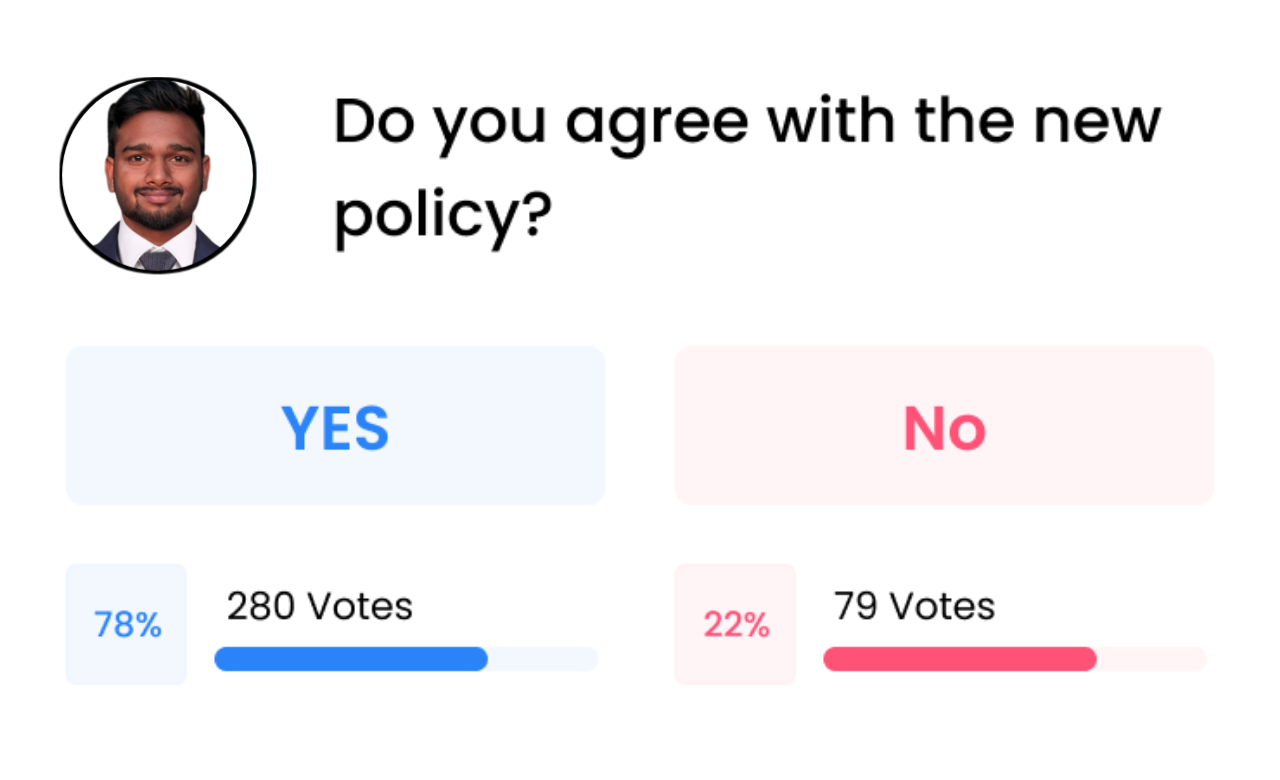 Do you agree with the new
policy?
YES
No
78%
280 Votes
22%
79 Votes